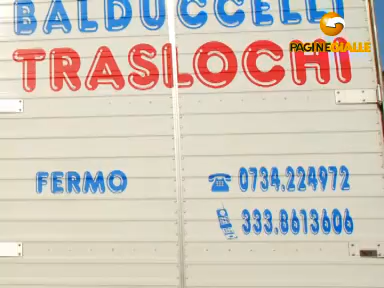 BALDUCCELLI
PAGINEGIALLE
TRASLOCHI
FERMO
0734.224972
333.8613606